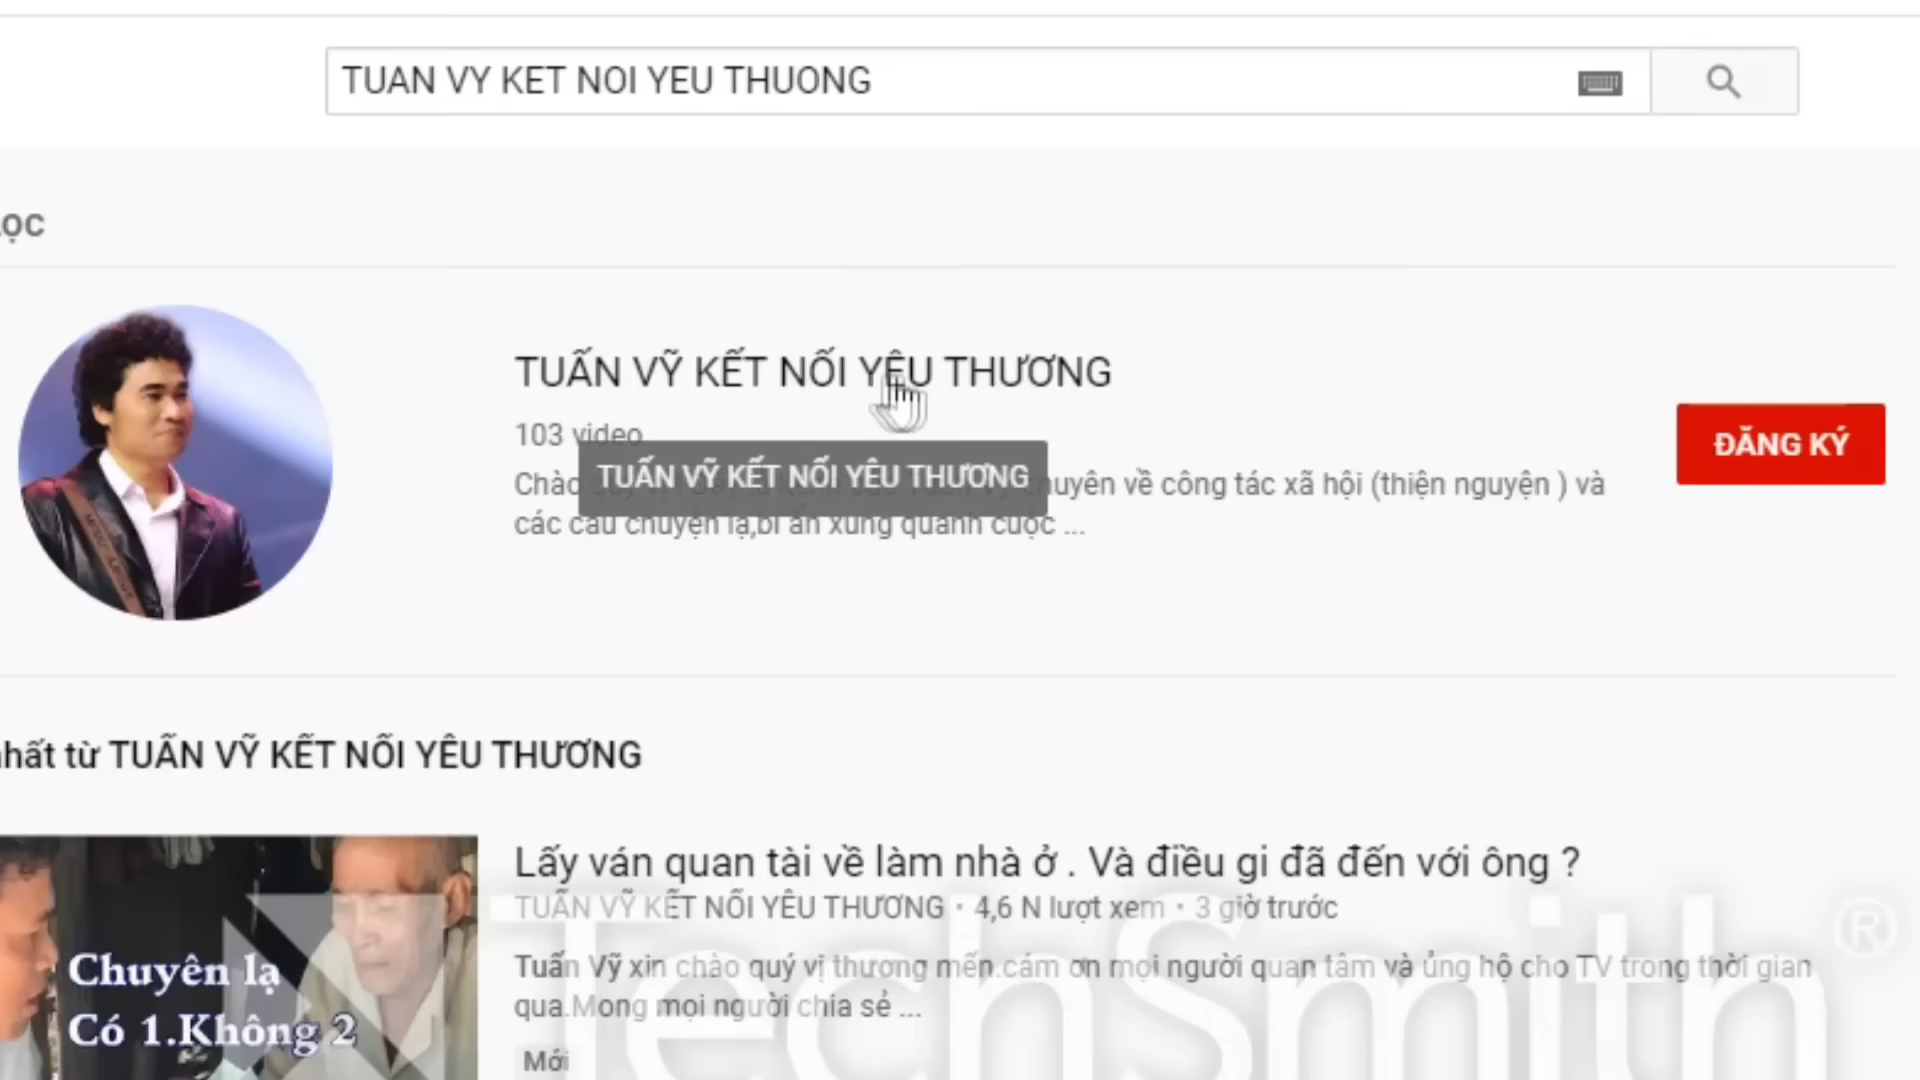 TUAN VY KET NOI YEU THUONG
ỌC
TUẤN VỸ KẾT NỐI YÊU THƯƠNG
103 video
TUẤN VỸ KẾT NỐI YÊU THƯƠNG
ĐĂNG KÝ
Chào huyên về công tác xã hội (thiện nguyện ) và
các câu chuyện lạ,bí ẩn xung quanh cuộc ...
nhất từ TUẤN VỸ KẾT NỐI YÊU THƯƠNG
Lấy ván quan tài về làm nhà ở . Và điều gi đã đến với ông ?
TUẤN VỸ KẾT NỐI YÊU THƯƠNG • 4,6 N lượt xem • 3 giờ trước
Tuấn Vỹ xin chào quý vị thương mến.cám ơn mọi người quan tâm và ủng hộ cho TV trong thời gian
qua.Mong mọi người chia sẻ ...
Mới
Chuyên lạ
Có 1.Không 2
TechSmith®